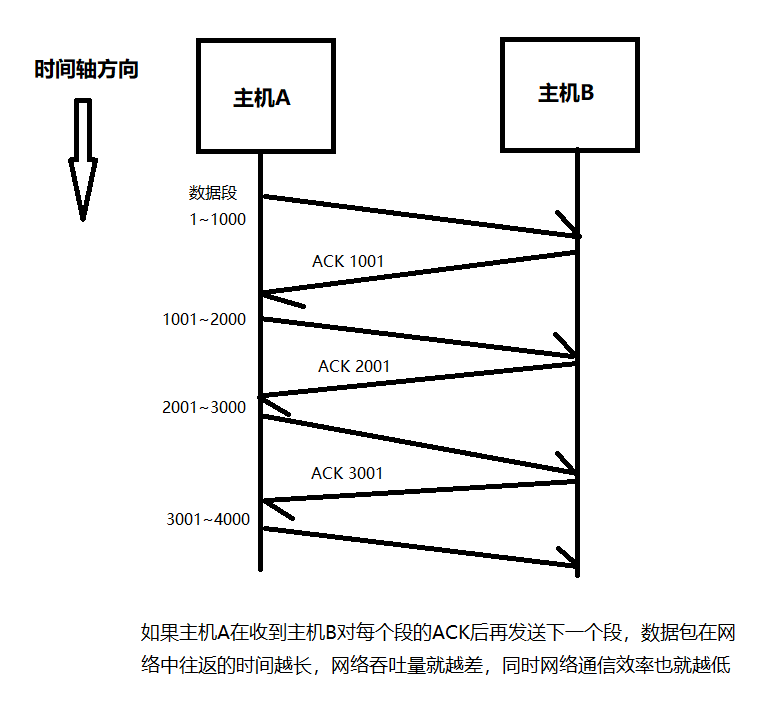 时间轴方向
主机A
主机B
数据段
1~1000
ACK 1001
1001~2000
ACK 2001
2001~3000
ACK 3001
3001~4000
如果主机A在收到主机B对每个段的ACK后再发送下一个段，数据包在网
络中往返的时间越长，网络吞吐量就越差，同时网络通信效率也就越低